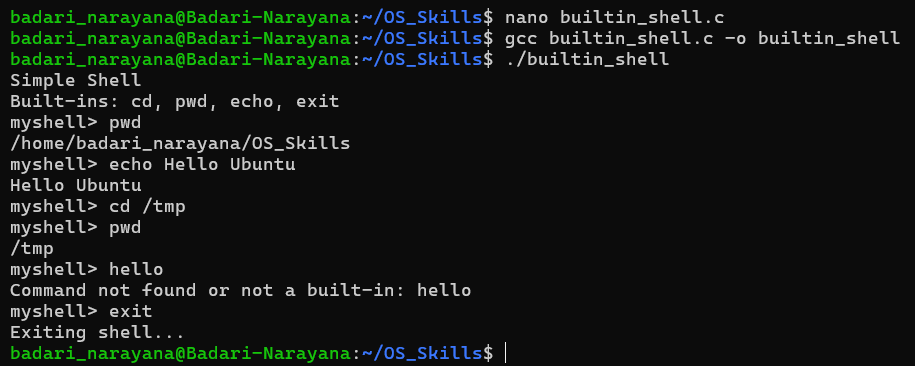 badari_narayana@Badari-Narayana:~/OS_Skills$ nano builtin_shell.c
badari_narayana@Badari-Narayana:~/OS_Skills$ gcc builtin_shell.c -o builtin_shell
badari_narayana@Badari-Narayana:~/OS_Skills$ ./builtin_shell
Simple Shell
Built-ins: cd, pwd, echo, exit
myshell> pwd
/home/badari_narayana/OS_Skills
myshell> echo Hello Ubuntu
Hello Ubuntu
myshell> cd /tmp
myshell> pwd
/tmp
myshell> hello
Command not found or not a built-in: hello
myshell> exit
Exiting shell...
badari_narayana@Badari-Narayana:~/OS_Skills$